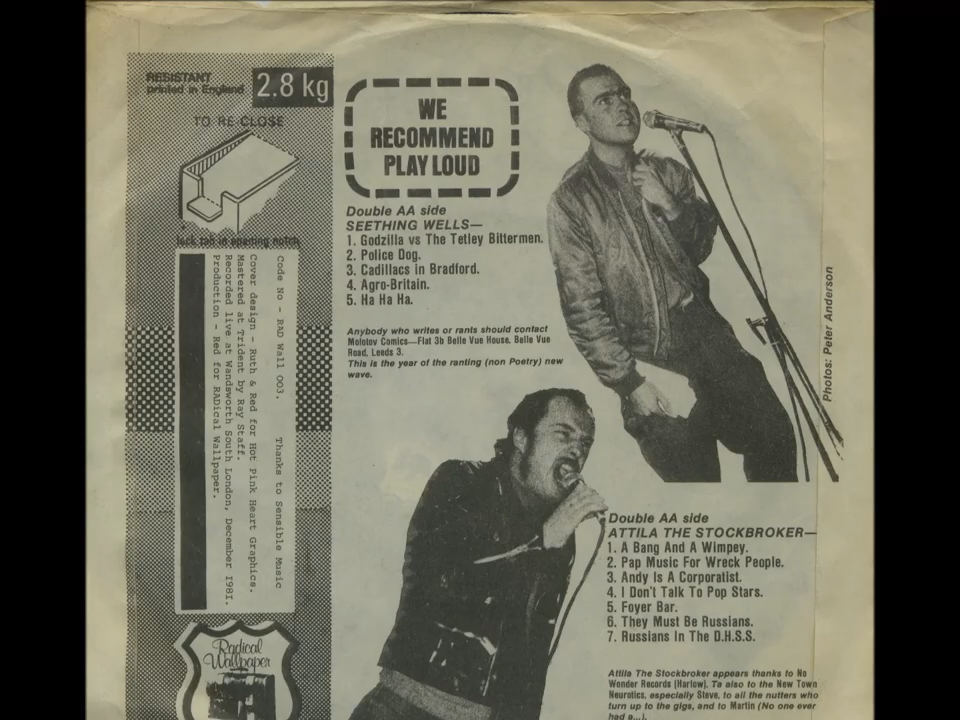 RESISTANT
printed in England
2.8 kg
TO RE CLOSE
lock tab in opening notch
Code No - RAD Wall 003. Thanks to Sensible Music
Cover design - Ruth & Red for Hot Pink Heart Graphics.
Mastered at Trident by Ray Staff.
Recorded live at Wandsworth South London, December I98I.
Production - Red for RADical Wallpaper.
Radical
Wallpaper
WE
RECOMMEND
PLAY LOUD
Double AA side
SEETHING WELLS—
1. Godzilla vs The Tetley Bittermen.
2. Police Dog.
3. Cadillacs in Bradford.
4. Agro-Britain.
5. Ha Ha Ha.
Anybody who writes or rants should contact
Molotov Comics—Flat 3b Belle Vue House, Belle Vue
Road, Leeds 3.
This is the year of the ranting (non Poetry) new
wave.
Photos: Peter Anderson
Double AA side
ATTILA THE STOCKBROKER—
1. A Bang And A Wimpey.
2. Pap Music For Wreck People.
3. Andy Is A Corporatist.
4. I Don't Talk To Pop Stars.
5. Foyer Bar.
6. They Must Be Russians.
7. Russians In The D.H.S.S.
Attila The Stockbroker appears thanks to No
Wonder Records (Harlow). Ta also to the New Town
Neurotics, especially Steve, to all the nutters who
turn up to the gigs, and to Martin (No one ever
had a...).